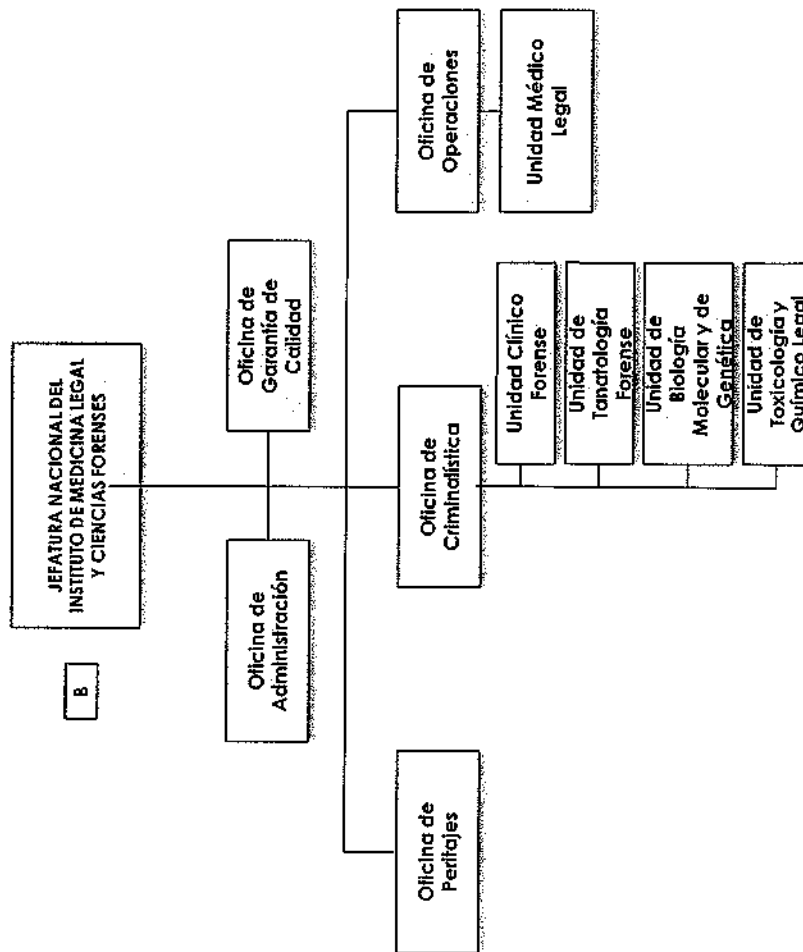 B
JEFATURA NACIONAL DEL
INSTITUTO DE MEDICINA LEGAL
Y CIENCIAS FORENSES
Oficina de
Administración
Oficina de
Garantía de
Calidad
Oficina de
Peritajes
Oficina de
Criminalística
Oficina de
Operaciones
Unidad Clínico
Forense
Unidad de
Tanatología
Forense
Unidad de
Biología
Molecular y de
Genética
Unidad de
Toxicología y
Químico Legal
Unidad Médico
Legal